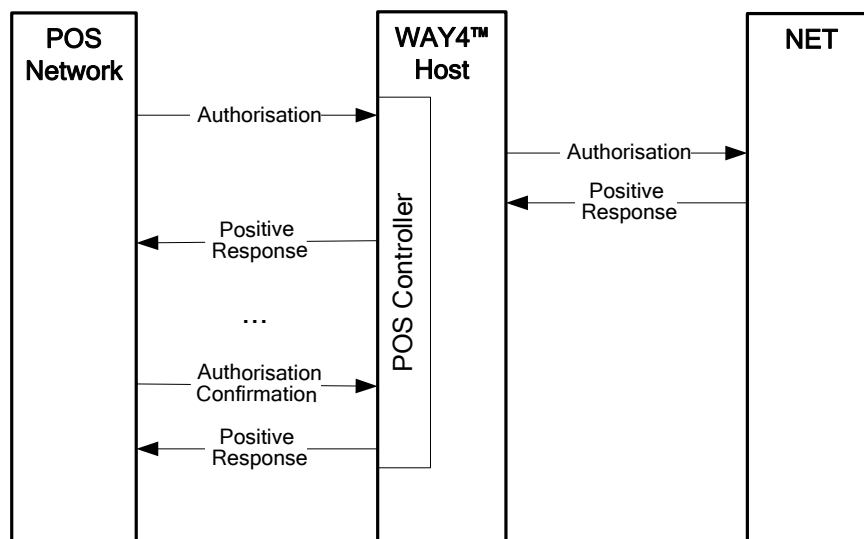 POS
Network
WAY4™
Host
NET
Authorisation
Authorisation
Positive
Response
Positive
Response
...
POS Controller
Authorisation
Confirmation
Positive
Response